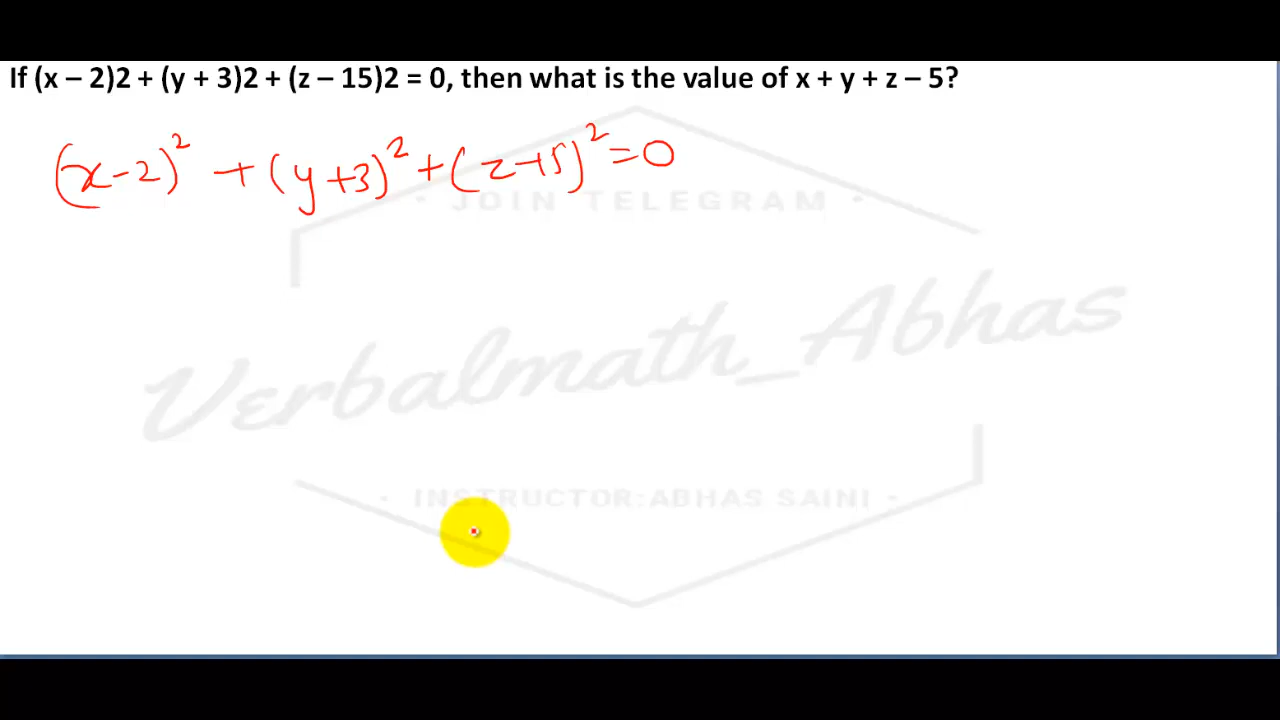 If (x – 2)2 + (y + 3)2 + (z – 15)2 = 0, then what is the value of x + y + z – 5?
(x-2)² + (y+3)² + (z-15)² = 0
· JOIN TELEGRAM ·
Verbalmath_Abhas
· INSTRUCTOR:ABHAS SAINI ·